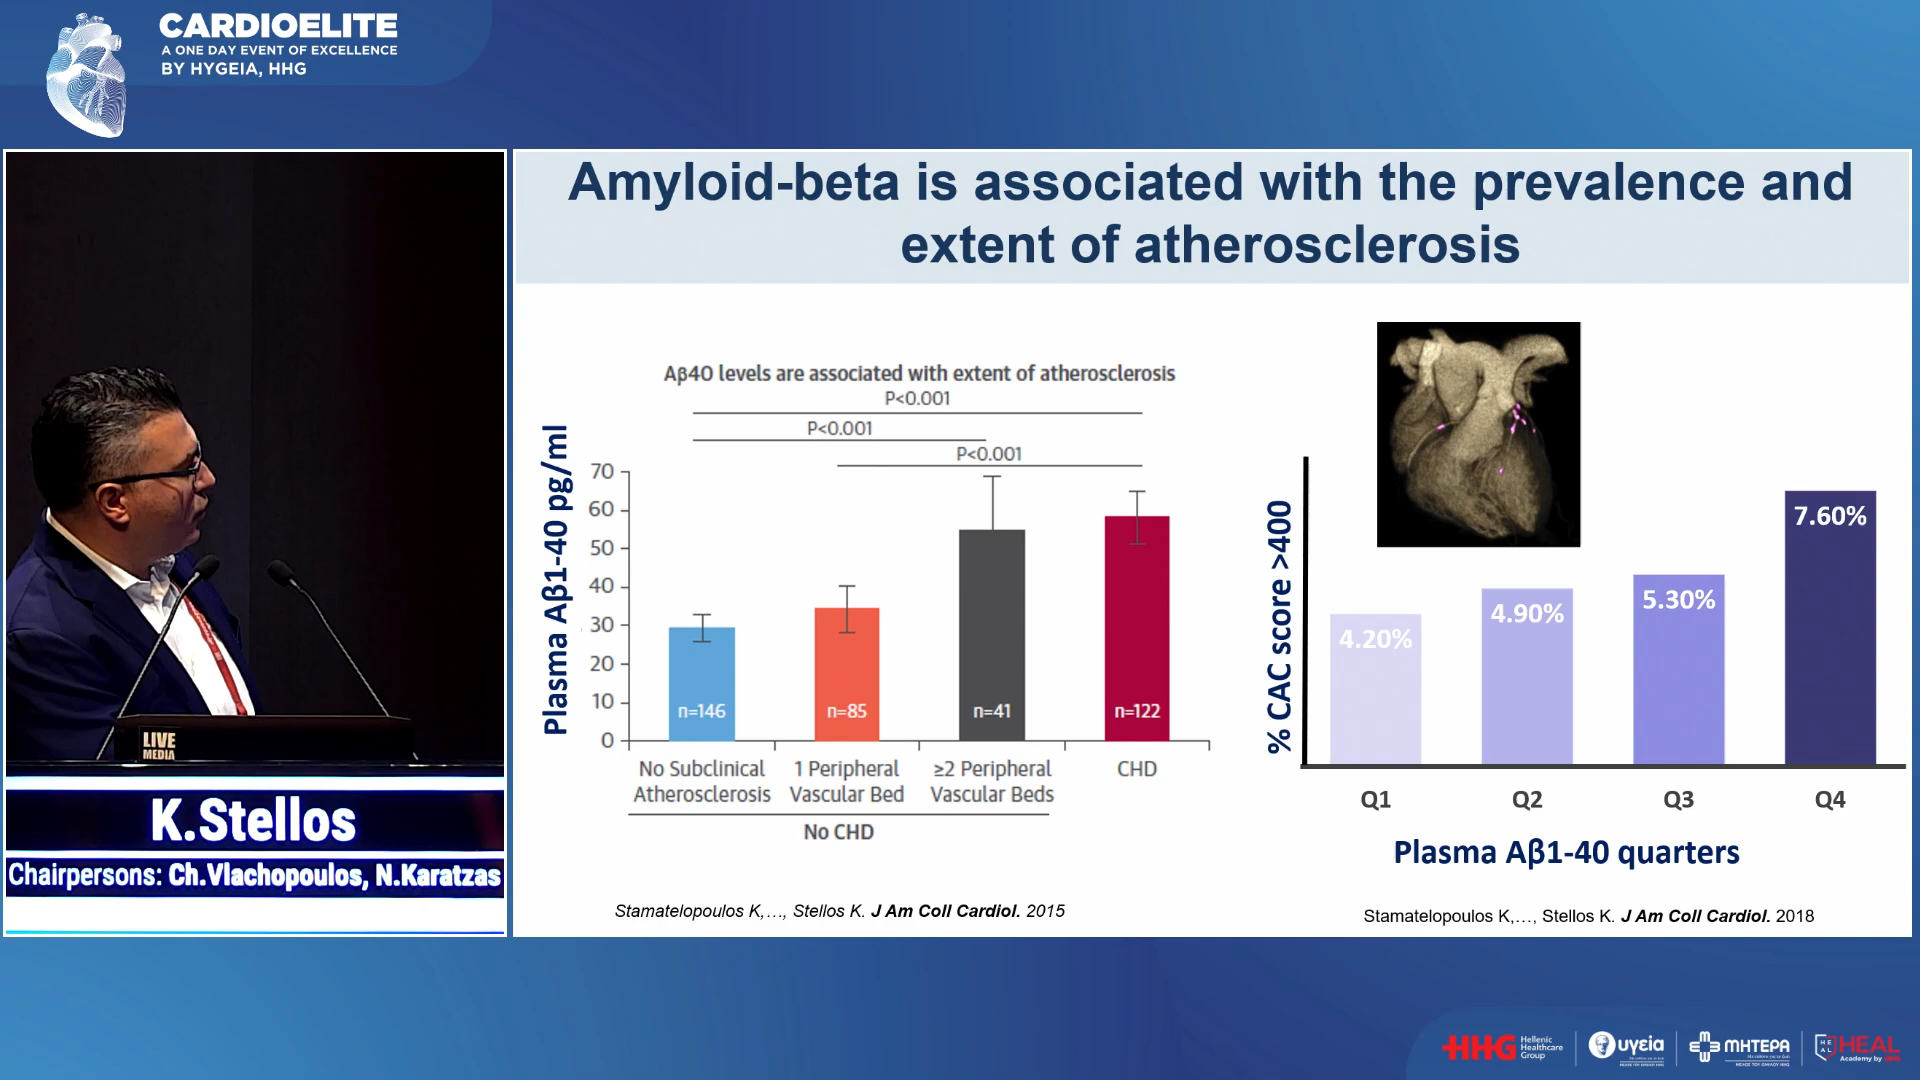 CARDIOELITE
A ONE DAY EVENT OF EXCELLENCE
BY HYGEIA, HHG
LIVE
MEDIA
K.Stellos
Chairpersons: Ch.Vlachopoulos, N.Karatzas
Amyloid-beta is associated with the prevalence and
extent of atherosclerosis
Aβ40 levels are associated with extent of atherosclerosis
P<0.001
P<0.001
P<0.001
Plasma Aβ1-40 pg/ml
70
60
50
40
30
20
10
0
n=146
n=85
n=41
n=122
No Subclinical
Atherosclerosis
1 Peripheral
Vascular Bed
≥2 Peripheral
Vascular Beds
CHD
No CHD
Stamatelopoulos K,…, Stellos K. J Am Coll Cardiol. 2015
% CAC score >400
4.20%
4.90%
5.30%
7.60%
Q1
Q2
Q3
Q4
Plasma Aβ1-40 quarters
Stamatelopoulos K,…, Stellos K. J Am Coll Cardiol. 2018
HHG
Hellenic
Healthcare
Group
υγεία
ΜΗΤΕΡΑ
HEAL
Academy by